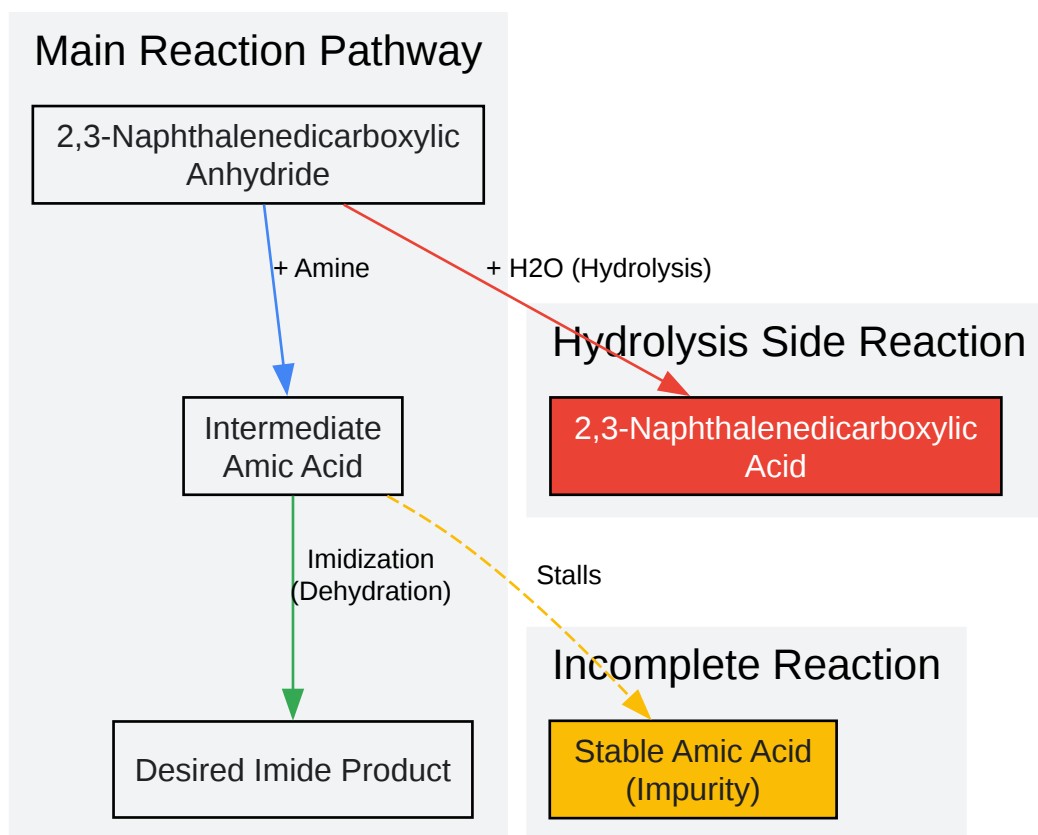 Main Reaction Pathway
2,3-Naphthalenedicarboxylic
Anhydride
+ Amine
+ H2O (Hydrolysis)
Hydrolysis Side Reaction
Intermediate
Amic Acid
2,3-Naphthalenedicarboxylic
Acid
Imidization
(Dehydration)
Stalls
Incomplete Reaction
Desired Imide Product
Stable Amic Acid
(Impurity)